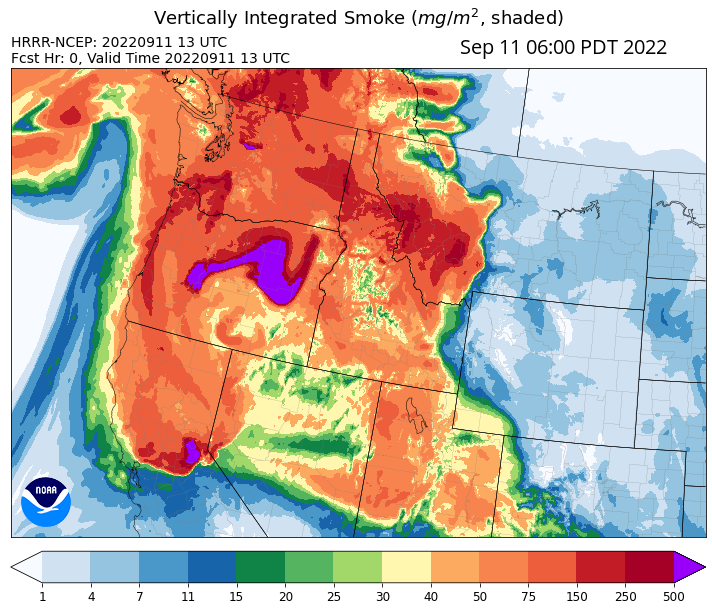 Vertically Integrated Smoke (mg/m², shaded)
HRRR-NCEP: 20220911 13 UTC
Fcst Hr: 0, Valid Time 20220911 13 UTC
Sep 11 06:00 PDT 2022
NOAA
1 4 7 11 15 20 25 30 40 50 75 150 250 500